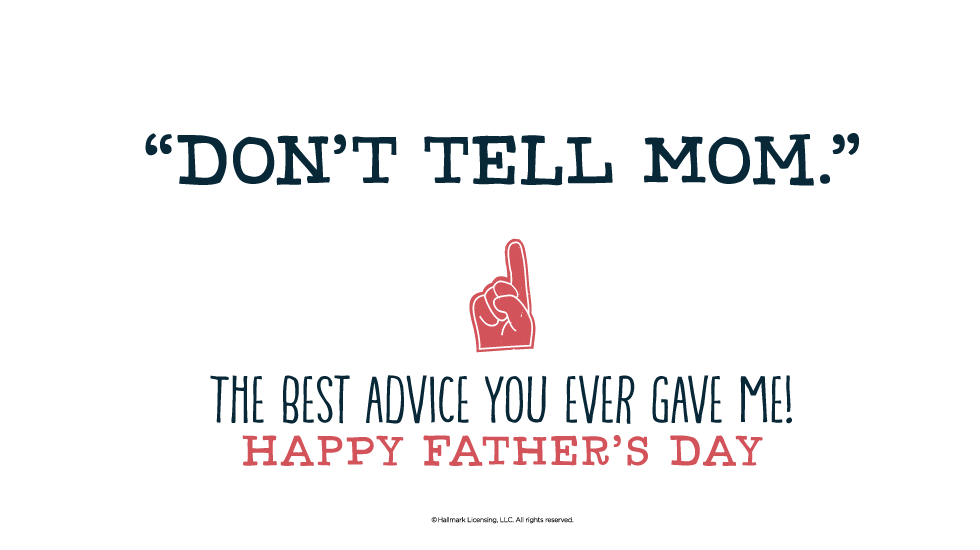 “DON’T TELL MOM.”
THE BEST ADVICE YOU EVER GAVE ME!
HAPPY FATHER’S DAY
©Hallmark Licensing, LLC. All rights reserved.